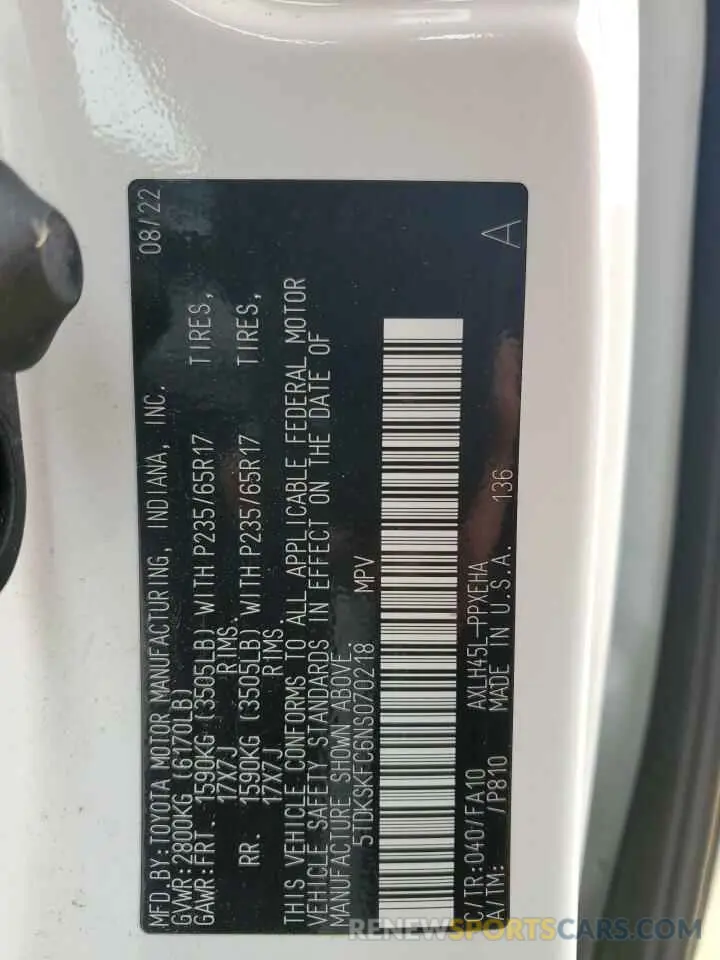 MFD.BY:TOYOTA MOTOR MANUFACTURING, INDIANA, INC. 08/22
GVWR:2800KG (6170LB)
GAWR:FRT. 1590KG (3505LB) WITH P235/65R17 TIRES,
17X7J RIMS.
RR. 1590KG (3505LB) WITH P235/65R17 TIRES,
17X7J RIMS.
THIS VEHICLE CONFORMS TO ALL APPLICABLE FEDERAL MOTOR
VEHICLE SAFETY STANDARDS IN EFFECT ON THE DATE OF
MANUFACTURE SHOWN ABOVE.
5TDKSKFC6NS070218 MPV
C/TR:040/FA10 AXLH45L-PPXEHA
A/TM: /P810 MADE IN U.S.A. 136 A
RENEWSPORTSCARS.COM